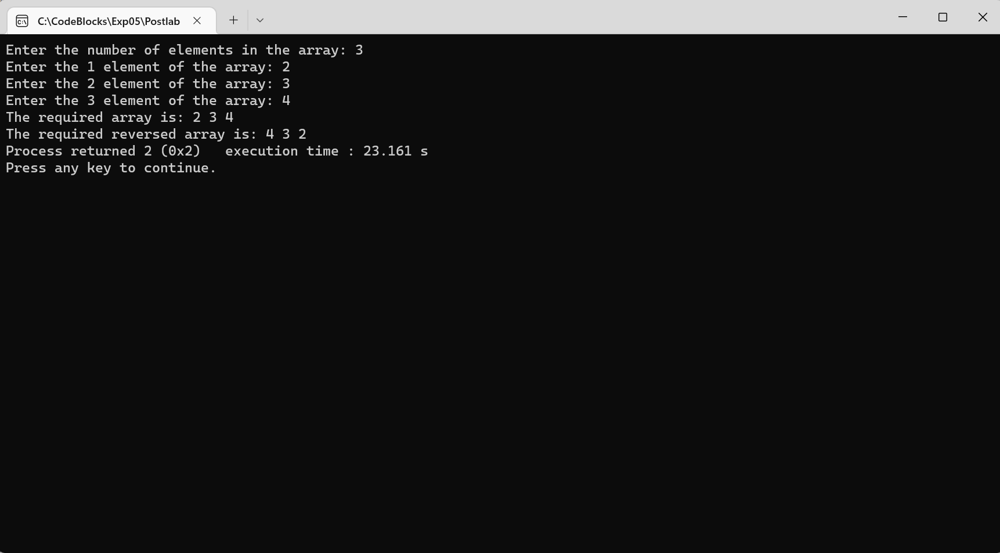 C:\CodeBlocks\Exp05\Postlab
Enter the number of elements in the array: 3
Enter the 1 element of the array: 2
Enter the 2 element of the array: 3
Enter the 3 element of the array: 4
The required array is: 2 3 4
The required reversed array is: 4 3 2
Process returned 2 (0x2)   execution time : 23.161 s
Press any key to continue.